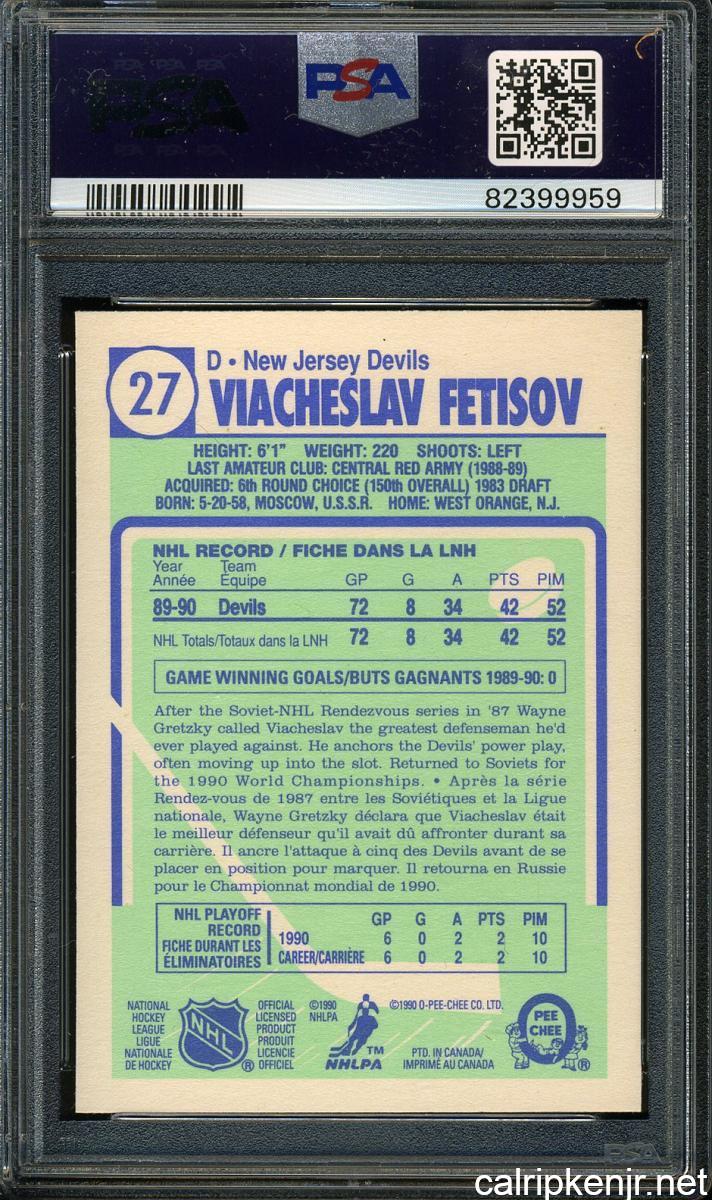 PSA
82399959
27
D • New Jersey Devils
VIACHESLAV FETISOV
HEIGHT: 6'1" WEIGHT: 220 SHOOTS: LEFT
LAST AMATEUR CLUB: CENTRAL RED ARMY (1988-89)
ACQUIRED: 6th ROUND CHOICE (150th OVERALL) 1983 DRAFT
BORN: 5-20-58, MOSCOW, U.S.S.R. HOME: WEST ORANGE, N.J.
NHL RECORD / FICHE DANS LA LNH
Year Team
Année Équipe GP G A PTS PIM
89-90 Devils 72 8 34 42 52
NHL Totals/Totaux dans la LNH 72 8 34 42 52
GAME WINNING GOALS/BUTS GAGNANTS 1989-90: 0
After the Soviet-NHL Rendezvous series in '87 Wayne
Gretzky called Viacheslav the greatest defenseman he'd
ever played against. He anchors the Devils' power play,
often moving up into the slot. Returned to Soviets for
the 1990 World Championships. • Après la série
Rendez-vous de 1987 entre les Soviétiques et la Ligue
nationale, Wayne Gretzky déclara que Viacheslav était
le meilleur défenseur qu'il avait dû affronter durant sa
carrière. Il ancre l'attaque à cinq des Devils avant de se
placer en position pour marquer. Il retourna en Russie
pour le Championnat mondial de 1990.
NHL PLAYOFF
RECORD
FICHE DURANT LES
ÉLIMINATOIRES
GP G A PTS PIM
1990 6 0 2 2 10
CAREER/CARRIÈRE 6 0 2 2 10
NATIONAL
HOCKEY
LEAGUE
LIGUE
NATIONALE
DE HOCKEY
NHL
®
OFFICIAL
LICENSED
PRODUCT
PRODUIT
LICENCIÉ
OFFICIEL
©1990
NHLPA
TM
NHLPA
©1990 O-PEE-CHEE CO. LTD.
PTD. IN CANADA/
IMPRIMÉ AU CANADA
PEE
CHEE
®
PSA
calripkenjr.net